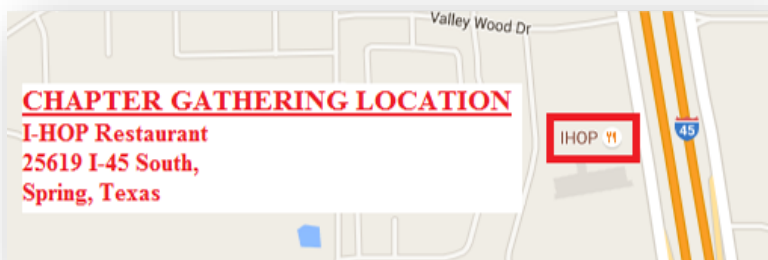 Valley Wood Dr
CHAPTER GATHERING LOCATION
I-HOP Restaurant
25619 I-45 South,
Spring, Texas
IHOP
45